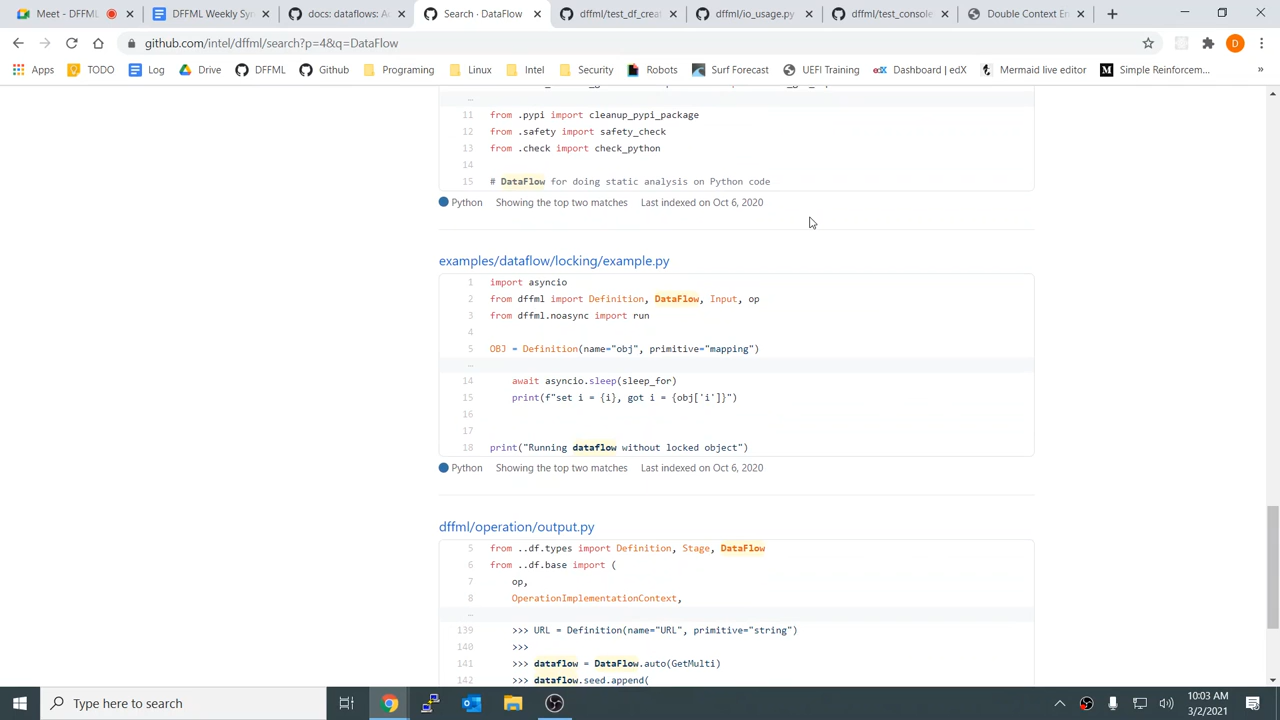 Meet - DFFML
DFFML Weekly Sy
docs: dataflows: A
Search · DataFlow
dffml/test_df_crea
dffml/io_usage.py
dffml/test_console
Double Context En
github.com/intel/dffml/search?p=4&q=DataFlow
D
Apps
TODO
Log
Drive
DFFML
Github
Programing
Linux
Intel
Security
Robots
Surf Forecast
UEFI Training
edX Dashboard | edX
Mermaid live editor
M Simple Reinforcem...
»
..
11 from .pypi import cleanup_pypi_package
12 from .safety import safety_check
13 from .check import check_python
14
15 # DataFlow for doing static analysis on Python code
Python Showing the top two matches Last indexed on Oct 6, 2020
examples/dataflow/locking/example.py
1 import asyncio
2 from dffml import Definition, DataFlow, Input, op
3 from dffml.noasync import run
4
5 OBJ = Definition(name="obj", primitive="mapping")
..
14 await asyncio.sleep(sleep_for)
15 print(f"set i = {i}, got i = {obj['i']}")
16
17
18 print("Running dataflow without locked object")
Python Showing the top two matches Last indexed on Oct 6, 2020
dffml/operation/output.py
5 from ..df.types import Definition, Stage, DataFlow
6 from ..df.base import (
7 op,
8 OperationImplementationContext,
..
139 >>> URL = Definition(name="URL", primitive="string")
140 >>>
141 >>> dataflow = DataFlow.auto(GetMulti)
142 >>> dataflow.seed.append(
Type here to search
10:03 AM
3/2/2021